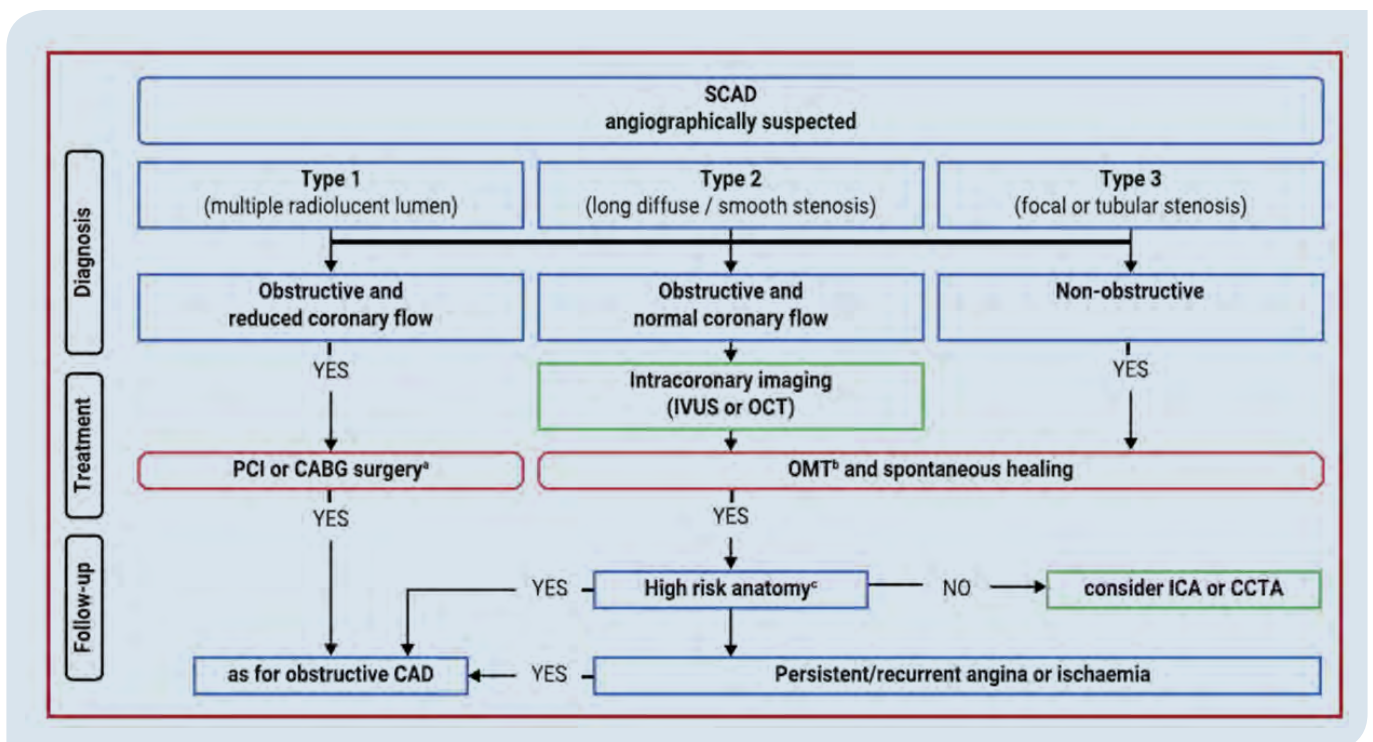 SCAD
angiographically suspected
Diagnosis
Type 1
(multiple radiolucent lumen)
Type 2
(long diffuse / smooth stenosis)
Type 3
(focal or tubular stenosis)
Obstructive and
reduced coronary flow
Obstructive and
normal coronary flow
Non-obstructive
YES
YES
Treatment
Intracoronary imaging
(IVUS or OCT)
PCI or CABG surgeryᵃ
OMTᵇ and spontaneous healing
YES
YES
Follow-up
YES
High risk anatomyᶜ
NO
consider ICA or CCTA
as for obstructive CAD
YES
Persistent/recurrent angina or ischaemia